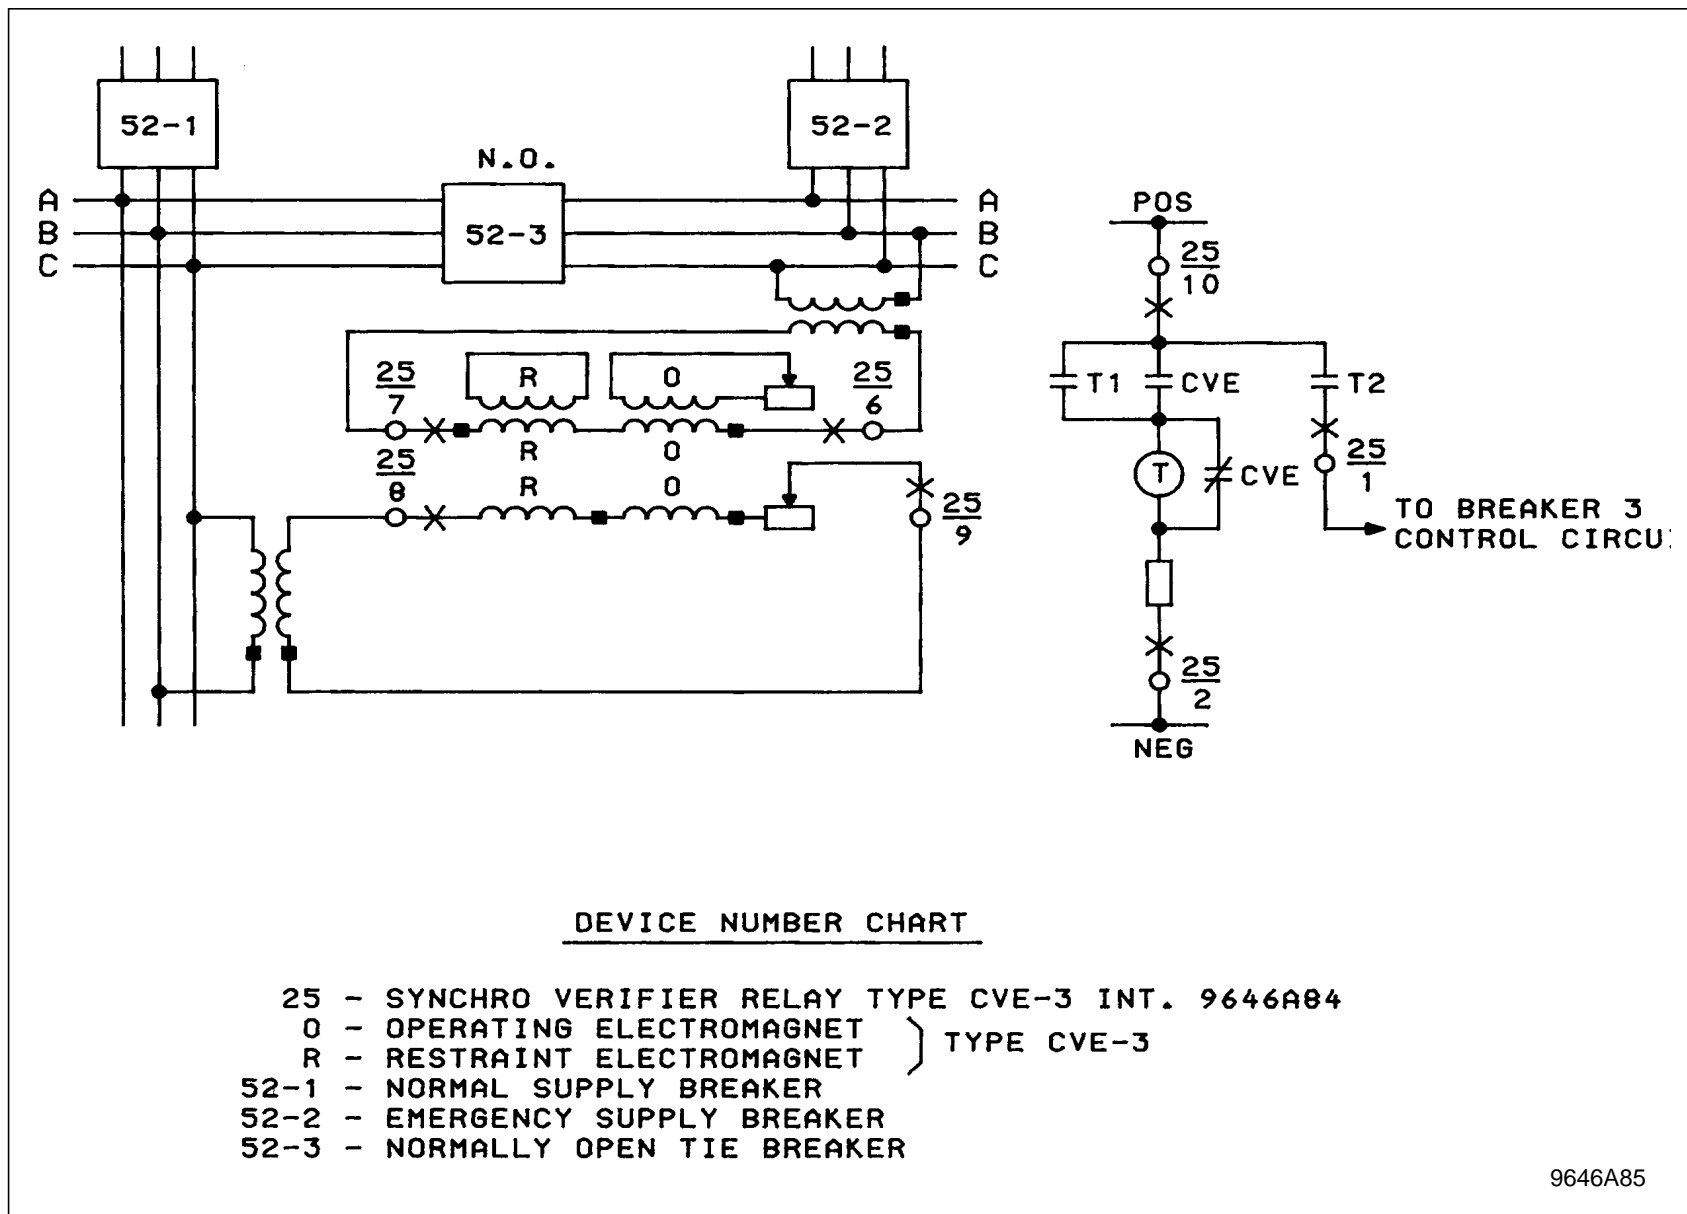 52-1
52-2
N.O.
52-3
A
B
C
A
B
C
POS
25
10
T1
CVE
T2
T
CVE
25
1
TO BREAKER 3
CONTROL CIRCU
25
2
NEG
25
7
R
O
25
6
R
O
25
8
R
O
25
9
DEVICE NUMBER CHART
25 - SYNCHRO VERIFIER RELAY TYPE CVE-3 INT. 9646A84
O - OPERATING ELECTROMAGNET
R - RESTRAINT ELECTROMAGNET
TYPE CVE-3
52-1 - NORMAL SUPPLY BREAKER
52-2 - EMERGENCY SUPPLY BREAKER
52-3 - NORMALLY OPEN TIE BREAKER
9646A85